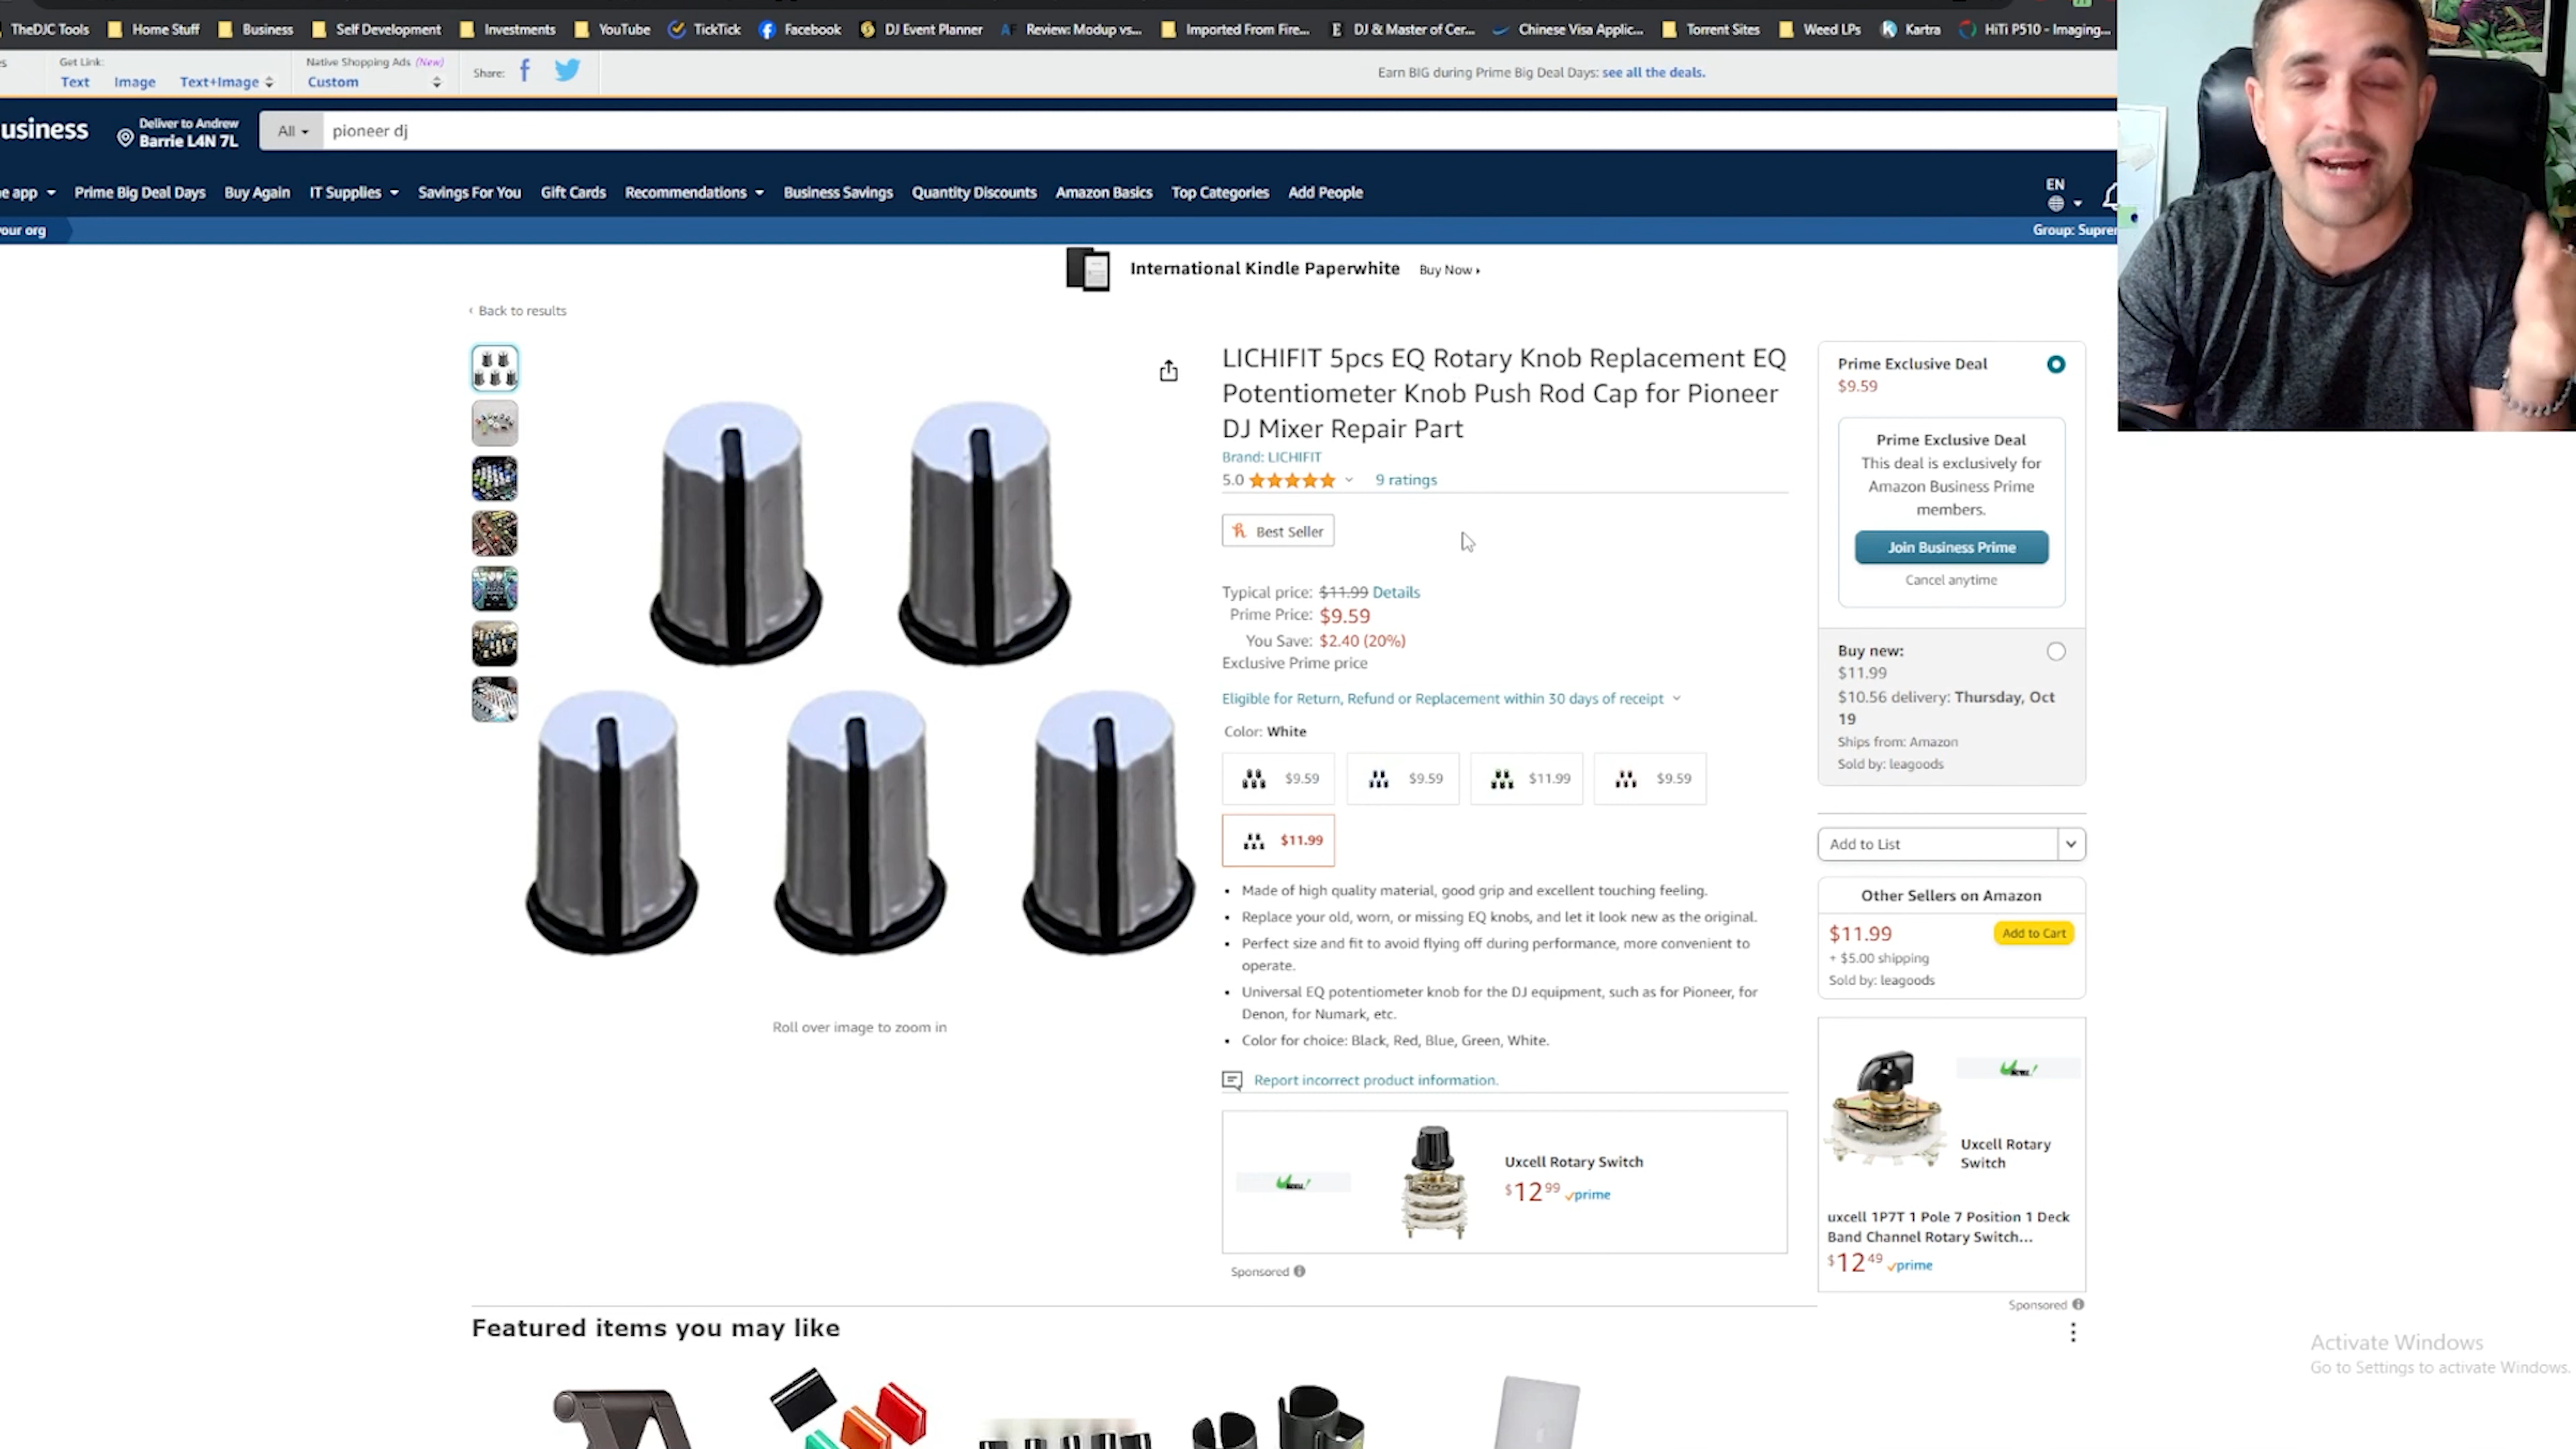 TheDJC Tools Home Stuff Business Self Development Investments YouTube TickTick Facebook DJ Event Planner Review: Modup vs... Imported From Fire... DJ & Master of Cer... Chinese Visa Applic... Torrent Sites Weed LPs Kartra HiTi P510 - Imaging...
Get Link: Native Shopping Ads (New) Share: Earn BIG during Prime Big Deal Days: see all the deals.
Text Image Text+Image Custom
usiness Deliver to Andrew All pioneer dj
Barrie L4N 7L
e app Prime Big Deal Days Buy Again IT Supplies Savings For You Gift Cards Recommendations Business Savings Quantity Discounts Amazon Basics Top Categories Add People EN
your org Group: Suprem
International Kindle Paperwhite Buy Now
Back to results
LICHIFIT 5pcs EQ Rotary Knob Replacement EQ
Potentiometer Knob Push Rod Cap for Pioneer
DJ Mixer Repair Part
Brand: LICHIFIT
5.0 9 ratings
Best Seller
Typical price: $11.99 Details
Prime Price: $9.59
You Save: $2.40 (20%)
Exclusive Prime price
Eligible for Return, Refund or Replacement within 30 days of receipt
Color: White
$9.59 $9.59 $11.99 $9.59
$11.99
• Made of high quality material, good grip and excellent touching feeling.
• Replace your old, worn, or missing EQ knobs, and let it look new as the original.
• Perfect size and fit to avoid flying off during performance, more convenient to
operate.
• Universal EQ potentiometer knob for the DJ equipment, such as for Pioneer, for
Denon, for Numark, etc.
• Color for choice: Black, Red, Blue, Green, White.
Report incorrect product information.
Uxcell Rotary Switch
$12.99 prime
Sponsored
Roll over image to zoom in
Prime Exclusive Deal
$9.59
Prime Exclusive Deal
This deal is exclusively for
Amazon Business Prime
members.
Join Business Prime
Cancel anytime
Buy new:
$11.99
$10.56 delivery: Thursday, Oct
19
Ships from: Amazon
Sold by: leagoods
Add to List
Other Sellers on Amazon
$11.99 Add to Cart
+ $5.00 shipping
Sold by: leagoods
Uxcell Rotary
Switch
uxcell 1P7T 1 Pole 7 Position 1 Deck
Band Channel Rotary Switch...
$12.49 prime
Sponsored
Featured items you may like
Activate Windows
Go to Settings to activate Windows.